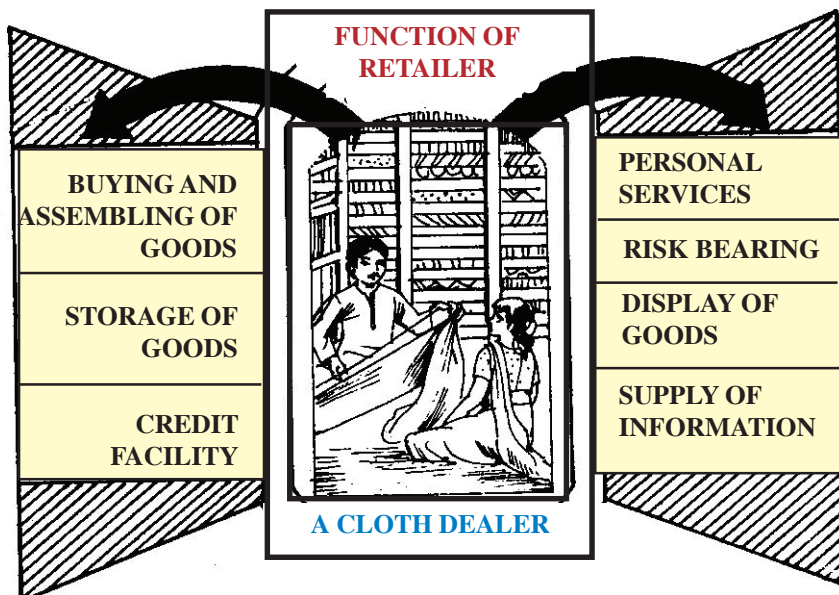 FUNCTION OF
RETAILER
BUYING AND
ASSEMBLING OF
GOODS
STORAGE OF
GOODS
CREDIT
FACILITY
PERSONAL
SERVICES
RISK BEARING
DISPLAY OF
GOODS
SUPPLY OF
INFORMATION
A CLOTH DEALER